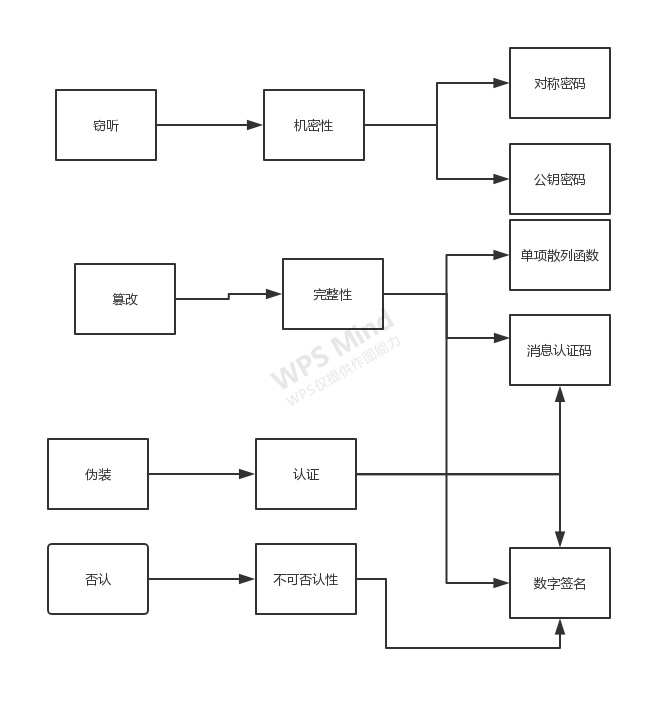 窃听
机密性
对称密码
公钥密码
篡改
完整性
单项散列函数
消息认证码
WPS Mind
WPS仅提供作图能力
伪装
认证
否认
不可否认性
数字签名